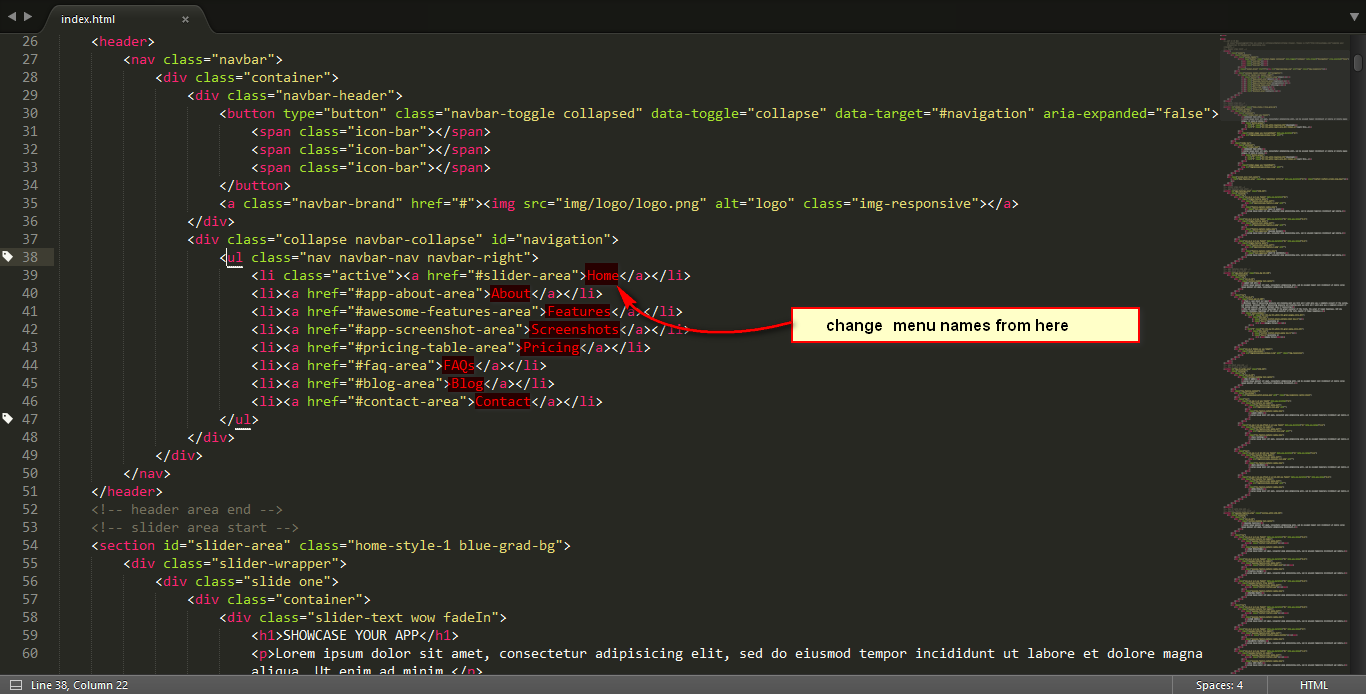 index.html ×
26 <header>
27 <nav class="navbar">
28 <div class="container">
29 <div class="navbar-header">
30 <button type="button" class="navbar-toggle collapsed" data-toggle="collapse" data-target="#navigation" aria-expanded="false">
31 <span class="icon-bar"></span>
32 <span class="icon-bar"></span>
33 <span class="icon-bar"></span>
34 </button>
35 <a class="navbar-brand" href="#"><img src="img/logo/logo.png" alt="logo" class="img-responsive"></a>
36 </div>
37 <div class="collapse navbar-collapse" id="navigation">
38 <ul class="nav navbar-nav navbar-right">
39 <li class="active"><a href="#slider-area">Home</a></li>
40 <li><a href="#app-about-area">About</a></li>
41 <li><a href="#awesome-features-area">Features</a></li>
42 <li><a href="#app-screenshot-area">Screenshots</a></li>
change menu names from here
43 <li><a href="#pricing-table-area">Pricing</a></li>
44 <li><a href="#faq-area">FAQs</a></li>
45 <li><a href="#blog-area">Blog</a></li>
46 <li><a href="#contact-area">Contact</a></li>
47 </ul>
48 </div>
49 </div>
50 </nav>
51 </header>
52 <!-- header area end -->
53 <!-- slider area start -->
54 <section id="slider-area" class="home-style-1 blue-grad-bg">
55 <div class="slider-wrapper">
56 <div class="slide one">
57 <div class="container">
58 <div class="slider-text wow fadeIn">
59 <h1>SHOWCASE YOUR APP</h1>
60 <p>Lorem ipsum dolor sit amet, consectetur adipisicing elit, sed do eiusmod tempor incididunt ut labore et dolore magna
aliqua. Ut enim ad minim.</p>
Line 38, Column 22 Spaces: 4 HTML